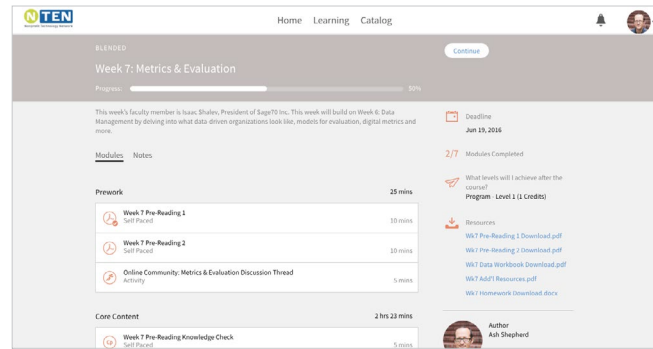 NTEN
Nonprofit Technology Network
Home Learning Catalog
BLENDED
Continue
Week 7: Metrics & Evaluation
Progress: 50%
This week's faculty member is Isaac Shalev, President of Sage70 Inc. This week will build on Week 6: Data
Management by delving into what data-driven organizations look like, models for evaluation, digital metrics and
more.
Modules Notes
Prework 25 mins
Week 7 Pre-Reading 1
Self Paced 10 mins
Week 7 Pre-Reading 2
Self Paced 10 mins
Online Community: Metrics & Evaluation Discussion Thread
Activity 5 mins
Core Content 2 hrs 23 mins
Week 7 Pre-Reading Knowledge Check
Self Paced 5 mins
Deadline
Jun 19, 2016
2/7 Modules Completed
What levels will I achieve after the
course?
Program - Level 1 (1 Credits)
Resources
Wk7 Pre-Reading 1 Download.pdf
Wk7 Pre-Reading 2 Download.pdf
Wk7 Data Workbook Download.pdf
Wk7 Add'l Resources.pdf
Wk7 Homework Download.docx
Author
Ash Shepherd